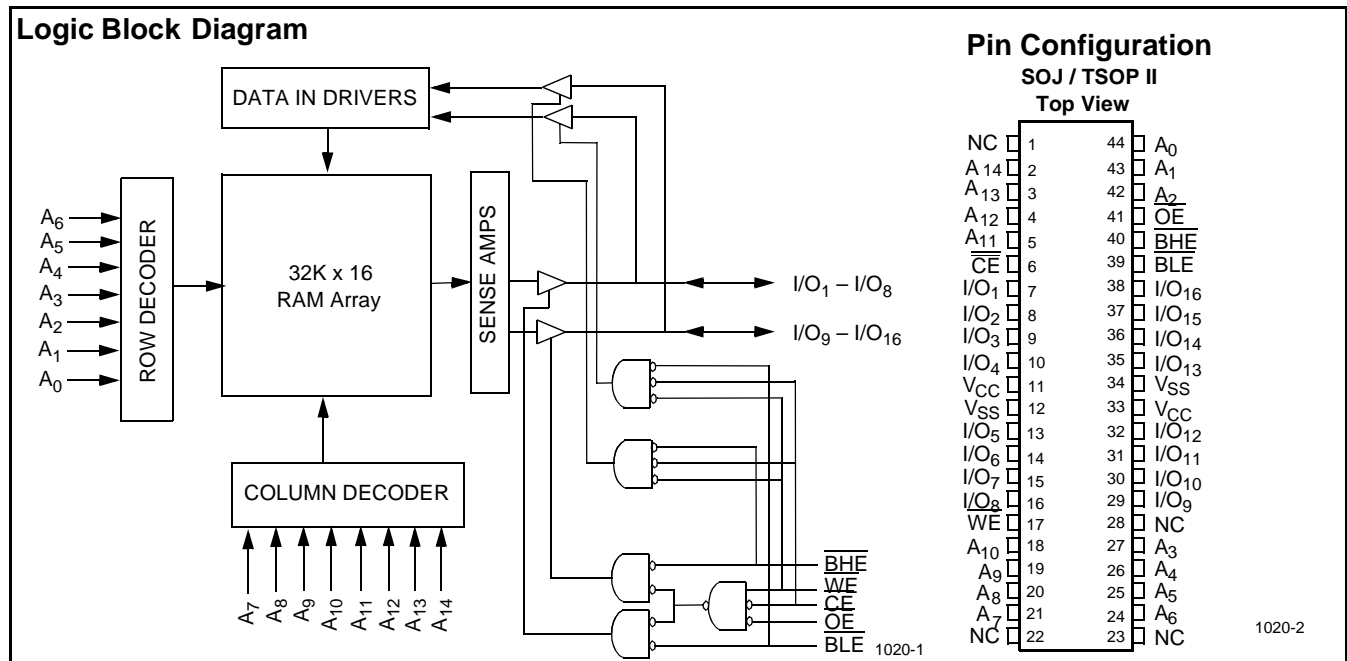 Logic Block Diagram
DATA IN DRIVERS
ROW DECODER
A6
A5
A4
A3
A2
A1
A0
32K x 16
RAM Array
SENSE AMPS
I/O1 – I/O8
I/O9 – I/O16
COLUMN DECODER
A7
A8
A9
A10
A11
A12
A13
A14
BHE
WE
CE
OE
BLE
1020-1
Pin Configuration
SOJ / TSOP II
Top View
NC 1 44 A0
A14 2 43 A1
A13 3 42 A2
A12 4 41 OE
A11 5 40 BHE
CE 6 39 BLE
I/O1 7 38 I/O16
I/O2 8 37 I/O15
I/O3 9 36 I/O14
I/O4 10 35 I/O13
VCC 11 34 VSS
VSS 12 33 VCC
I/O5 13 32 I/O12
I/O6 14 31 I/O11
I/O7 15 30 I/O10
I/O8 16 29 I/O9
WE 17 28 NC
A10 18 27 A3
A9 19 26 A4
A8 20 25 A5
A7 21 24 A6
NC 22 23 NC
1020-2